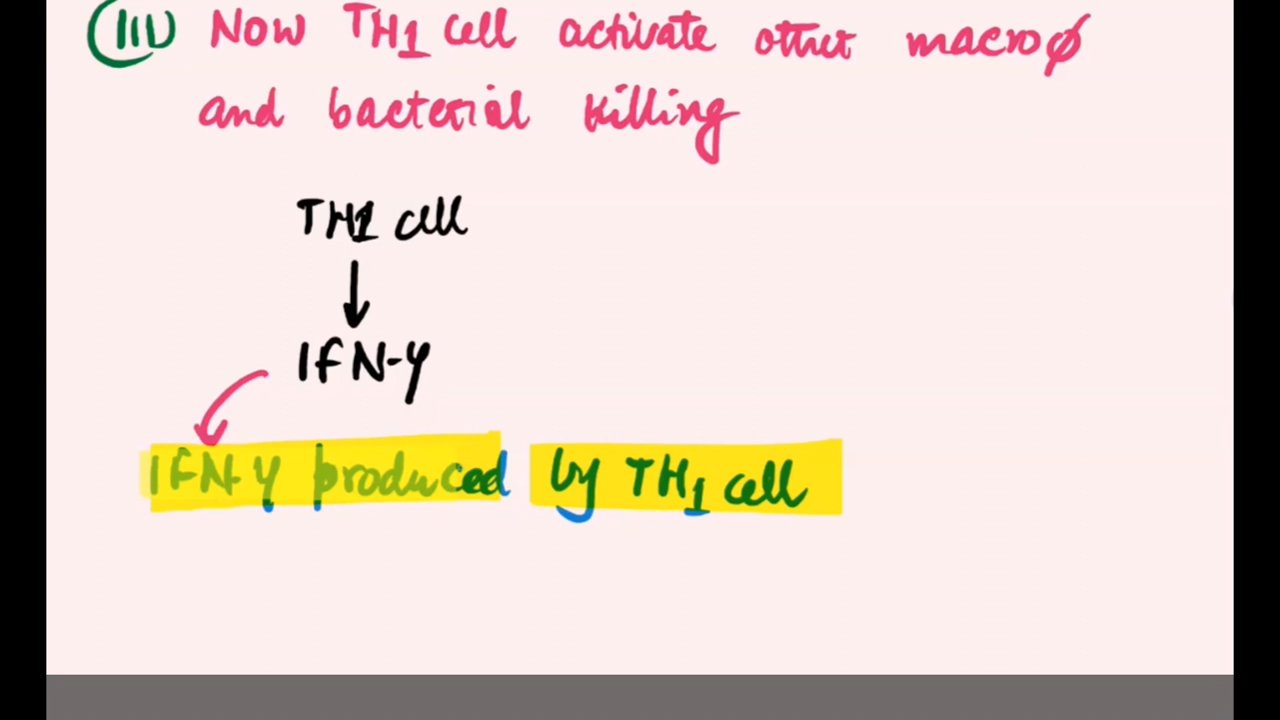 (III) Now TH1 cell activate other macroϕ
and bacterial killing
TH1 cell
IFN-γ
IFN-γ produced by TH1 cell